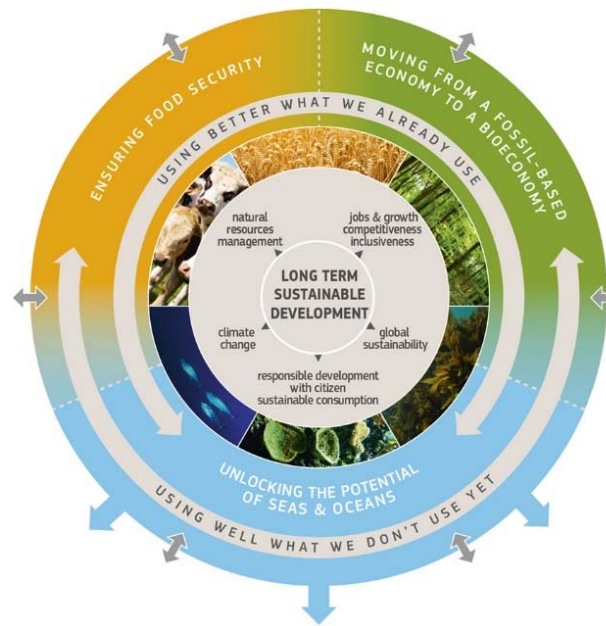 ENSURING FOOD SECURITY
MOVING FROM A FOSSIL-BASED
ECONOMY TO A BIOECONOMY
USING BETTER WHAT WE ALREADY USE
natural
resources
management
jobs & growth
competitiveness
inclusiveness
LONG TERM
SUSTAINABLE
DEVELOPMENT
climate
change
global
sustainability
responsible development
with citizen
sustainable consumption
UNLOCKING THE POTENTIAL
OF SEAS & OCEANS
USING WELL WHAT WE DON'T USE YET